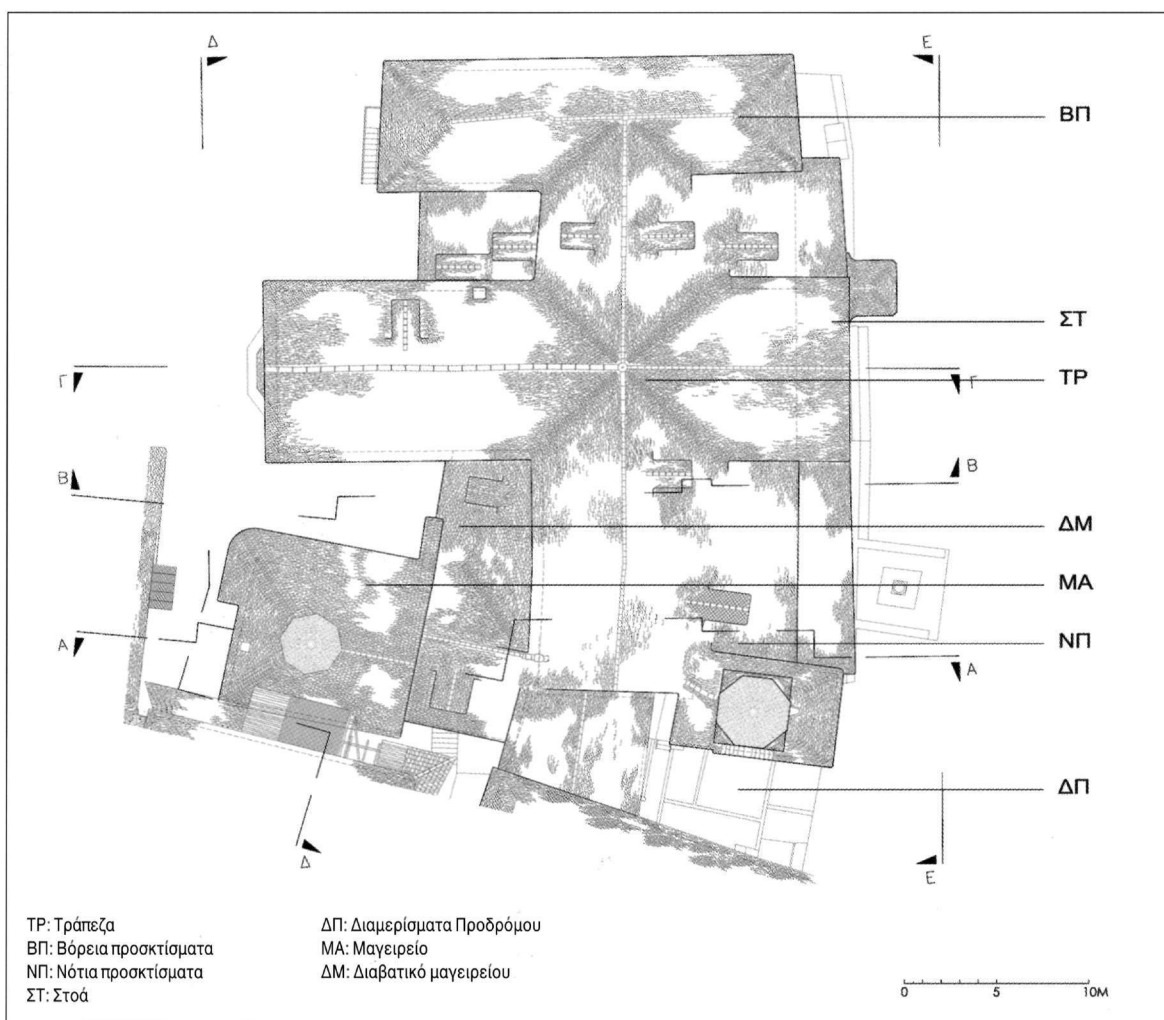 Δ Ε
ΒΠ
ΣΤ
Γ Γ
ΤΡ
Β Β
ΔΜ
ΜΑ
ΝΠ
Α Α
ΔΠ
Δ Ε
ΤΡ: Τράπεζα
ΒΠ: Βόρεια προσκτίσματα
ΝΠ: Νότια προσκτίσματα
ΣΤ: Στοά
ΔΠ: Διαμερίσματα Προδρόμου
ΜΑ: Μαγειρείο
ΔΜ: Διαβατικό μαγειρείου
0 5 10Μ